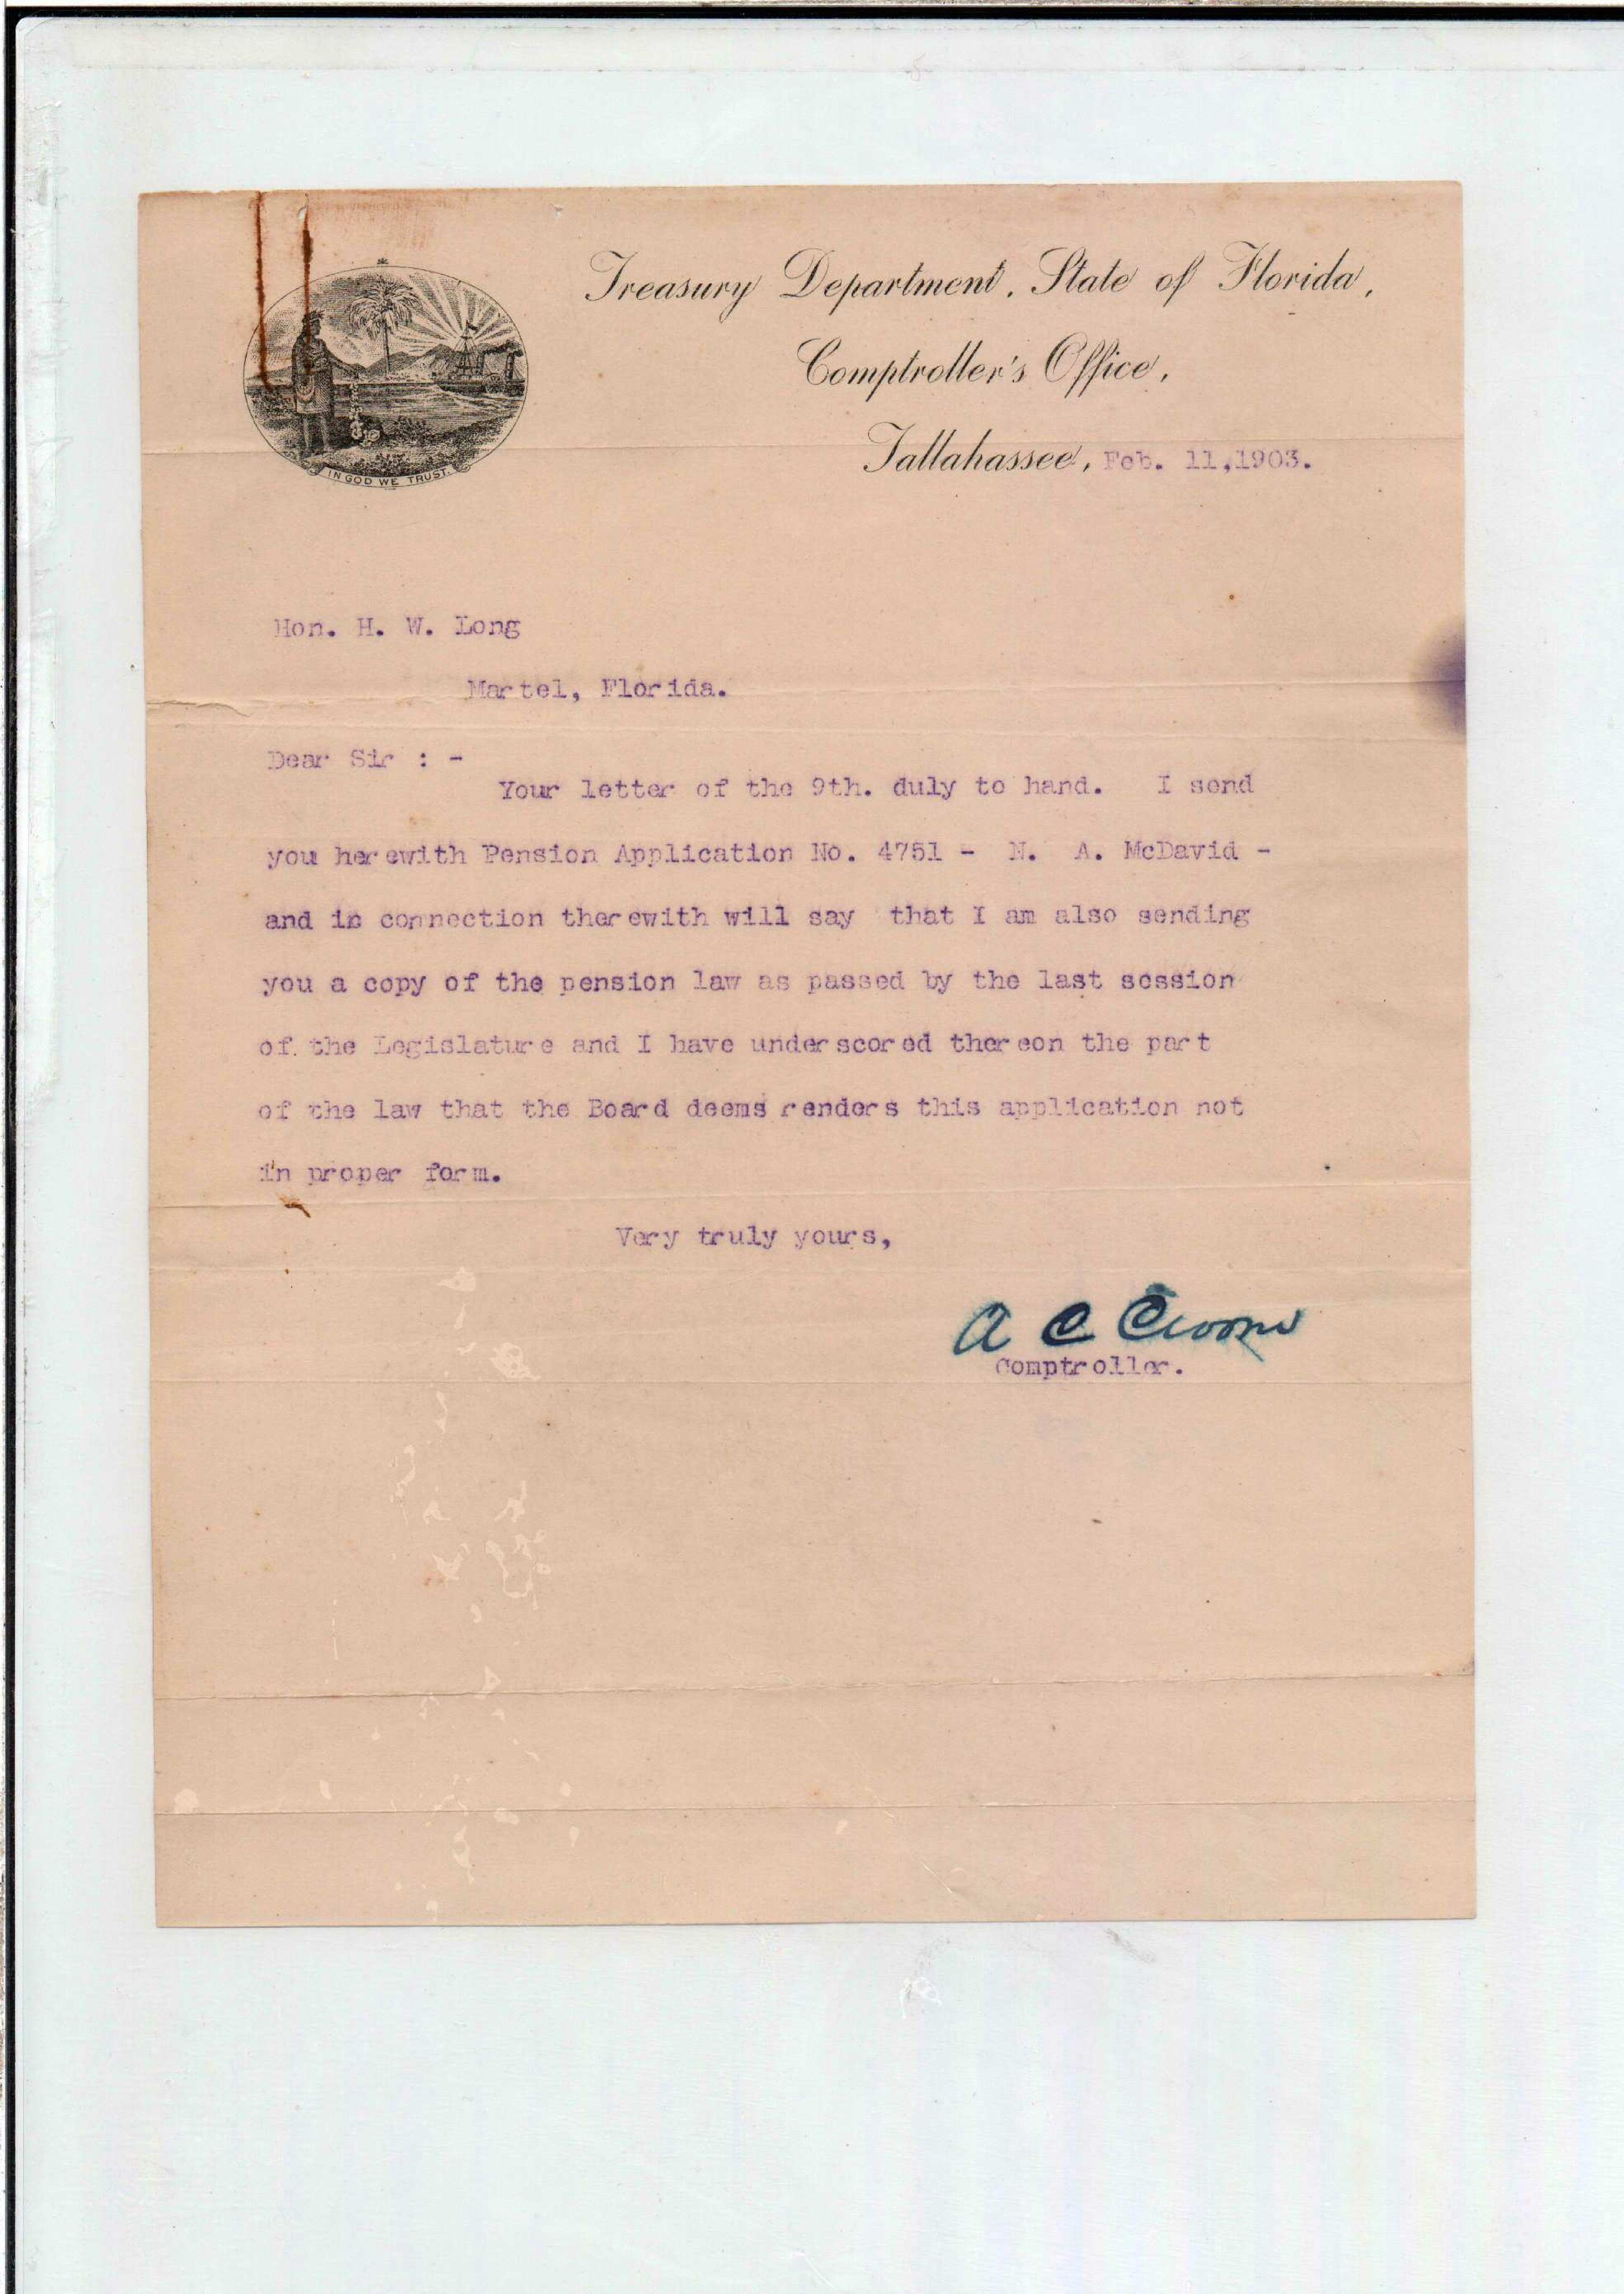 Treasury Department, State of Florida,
Comptroller's Office,
Tallahassee, Feb. 11,1903.
IN GOD WE TRUST.
Hon. H. W. Long
Martel, Florida.
Dear Sir : -
Your letter of the 9th. duly to hand. I send
you herewith Pension Application No. 4751 - N. A. McDavid -
and in connection therewith will say that I am also sending
you a copy of the pension law as passed by the last session
of the Legislature and I have underscored thereon the part
of the law that the Board deems renders this application not
in proper form.
Very truly yours,
A C Croom
Comptroller.